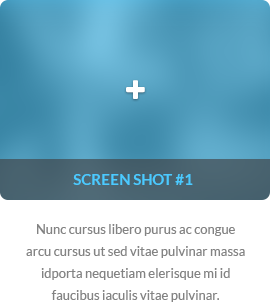 SCREEN SHOT #1
Nunc cursus libero purus ac congue
arcu cursus ut sed vitae pulvinar massa
idporta nequetiam elerisque mi id
faucibus iaculis vitae pulvinar.